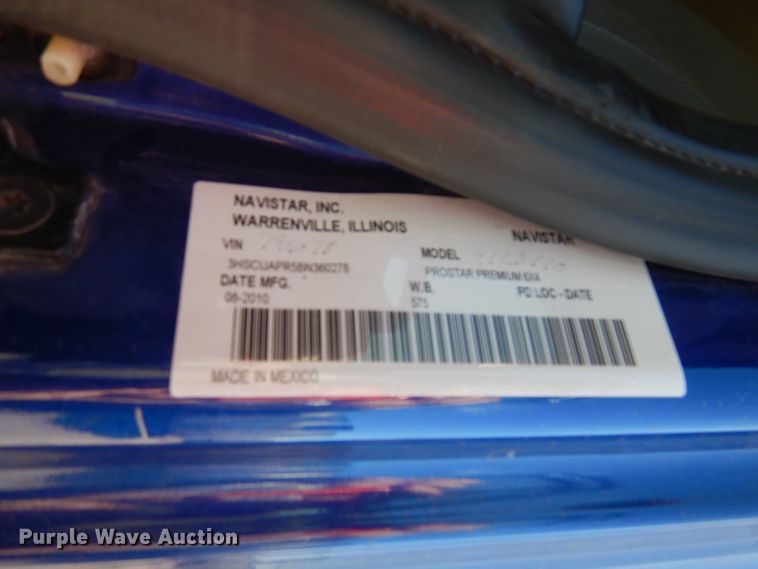 NAVISTAR, INC.
WARRENVILLE, ILLINOIS
NAVISTAR
VIN
MODEL
3HSCUAPR5BN360278
PROSTAR PREMIUM 6X4
DATE MFG.
W.B.
PD LOC - DATE
08-2010
575
MADE IN MEXICO
Purple Wave Auction